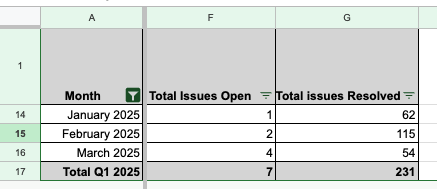 A F G
1 Month Total Issues Open Total issues Resolved
14 January 2025 1 62
15 February 2025 2 115
16 March 2025 4 54
17 Total Q1 2025 7 231